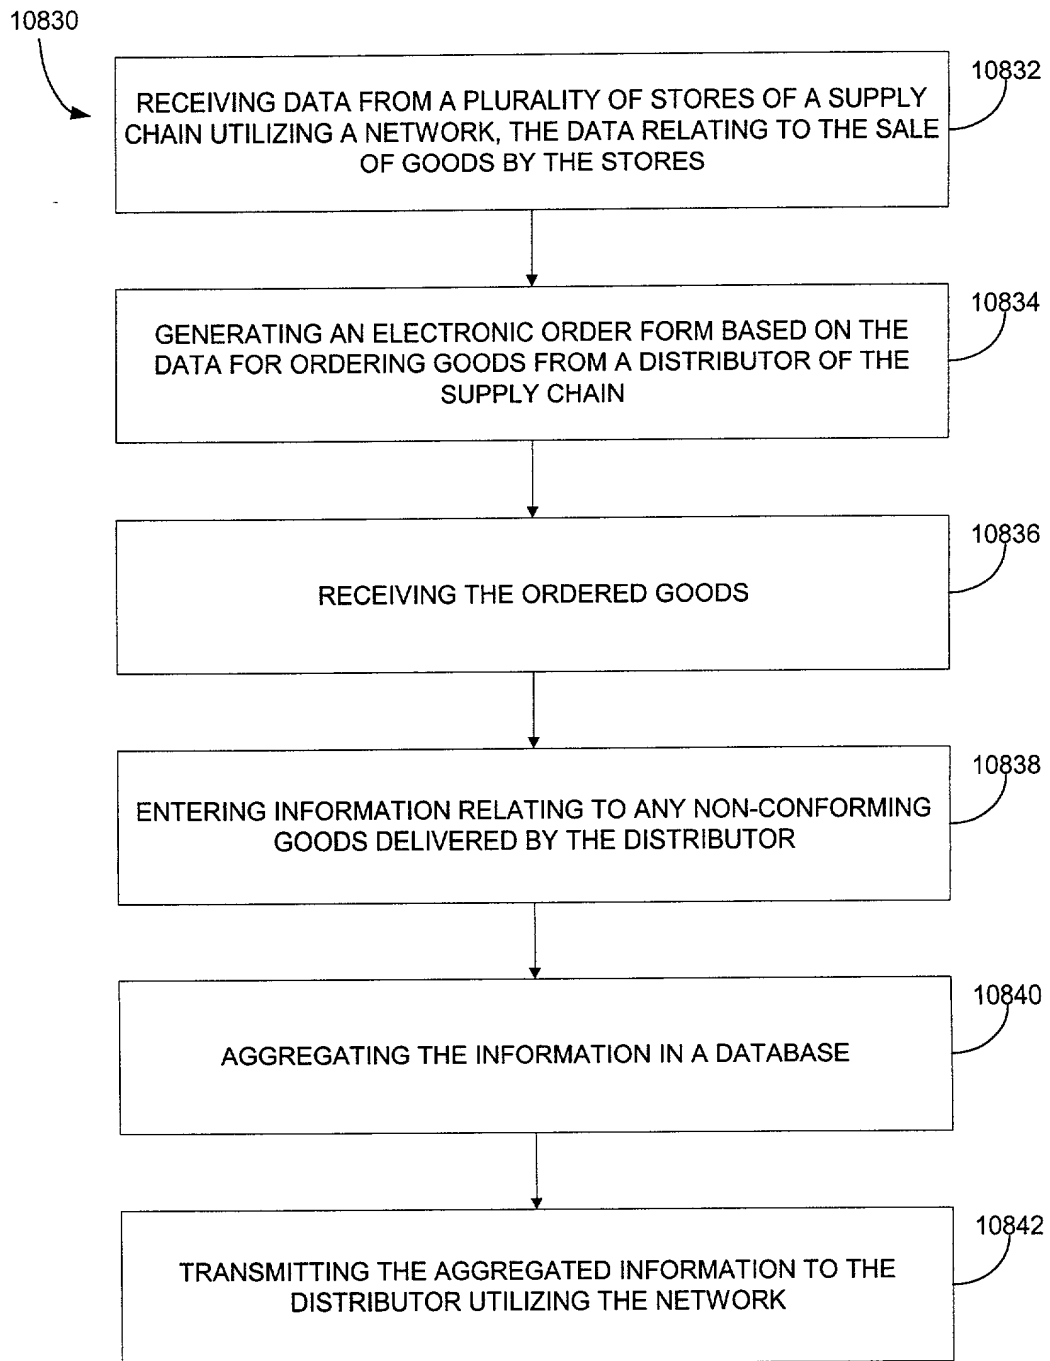 10830
10832
RECEIVING DATA FROM A PLURALITY OF STORES OF A SUPPLY
CHAIN UTILIZING A NETWORK, THE DATA RELATING TO THE SALE
OF GOODS BY THE STORES
10834
GENERATING AN ELECTRONIC ORDER FORM BASED ON THE
DATA FOR ORDERING GOODS FROM A DISTRIBUTOR OF THE
SUPPLY CHAIN
10836
RECEIVING THE ORDERED GOODS
10838
ENTERING INFORMATION RELATING TO ANY NON-CONFORMING
GOODS DELIVERED BY THE DISTRIBUTOR
10840
AGGREGATING THE INFORMATION IN A DATABASE
10842
TRANSMITTING THE AGGREGATED INFORMATION TO THE
DISTRIBUTOR UTILIZING THE NETWORK